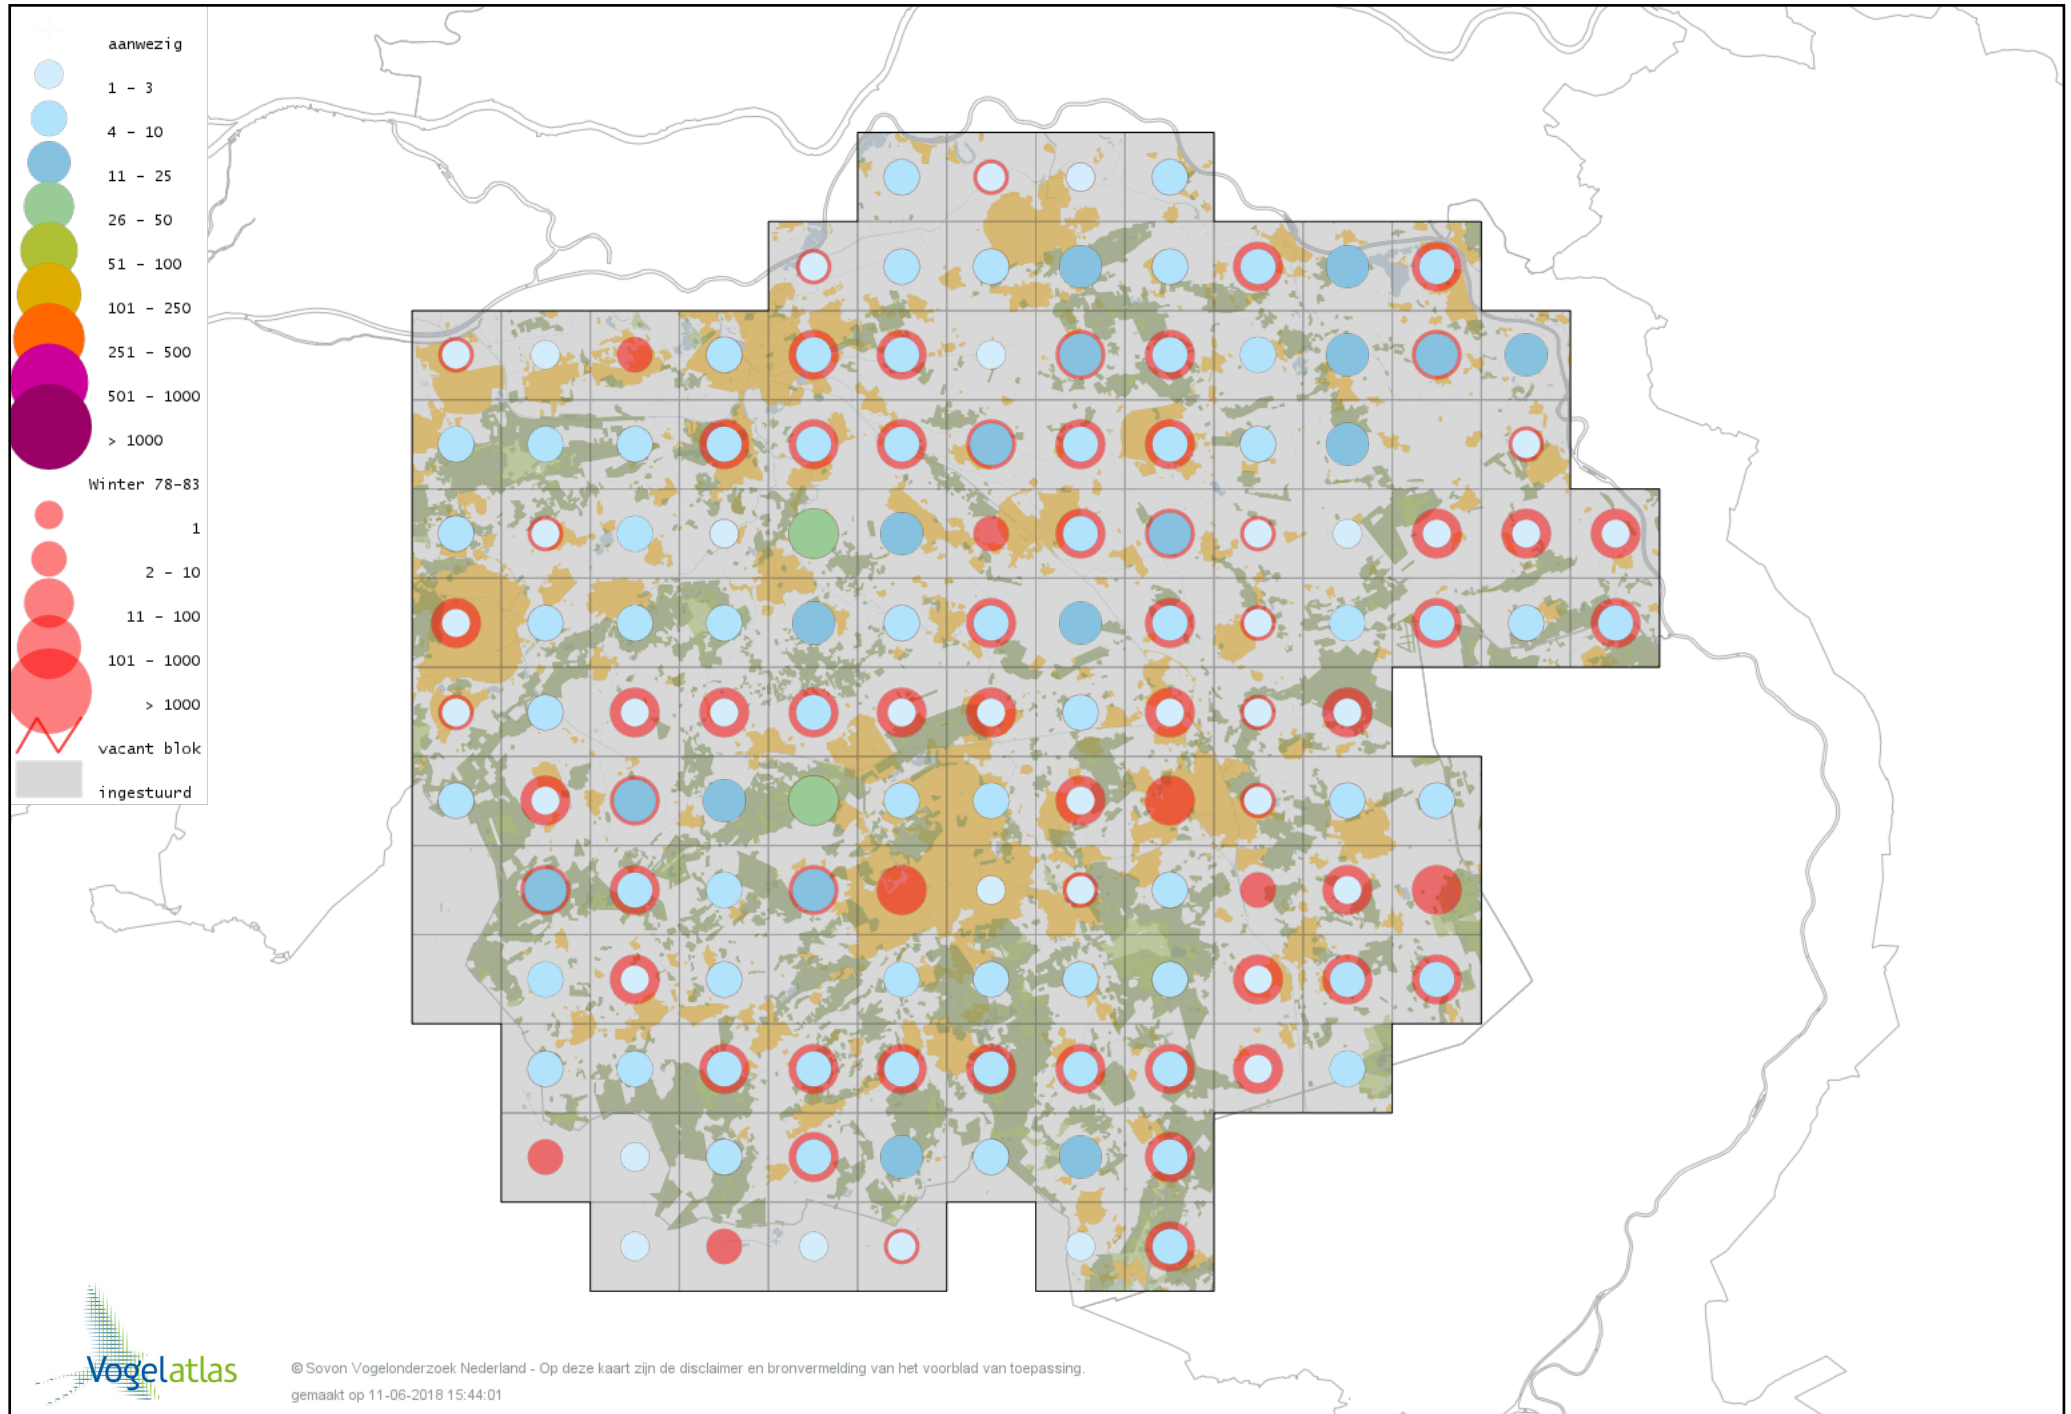 aanwezig
1 - 3
4 - 10
11 - 25
26 - 50
51 - 100
101 - 250
251 - 500
501 - 1000
> 1000
Winter 78-83
1
2 - 10
11 - 100
101 - 1000
> 1000
vacant blok
ingestuurd
Vogelatlas
© Sovon Vogelonderzoek Nederland - Op deze kaart zijn de disclaimer en bronvermelding van het voorblad van toepassing.
gemaakt op 11-06-2018 15:44:01